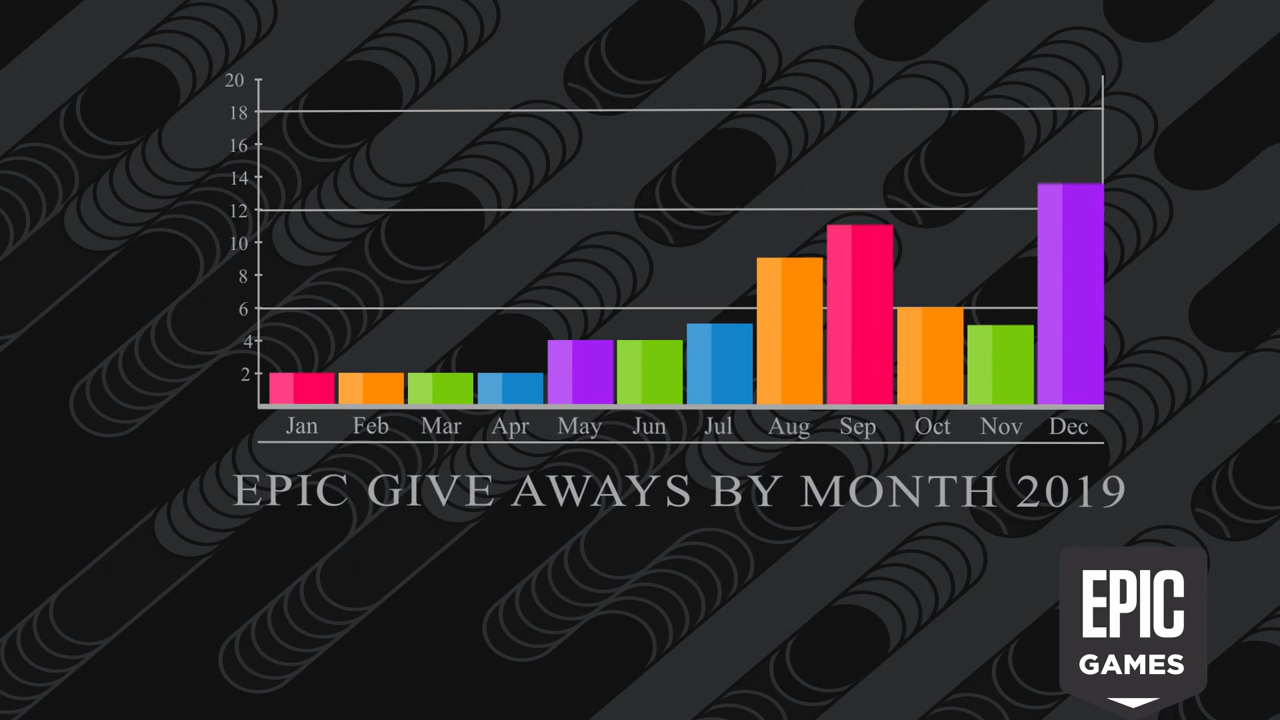 20
18
16
14
12
10
8
6
4
2
Jan Feb Mar Apr May Jun Jul Aug Sep Oct Nov Dec
EPIC GIVE AWAYS BY MONTH 2019
EPIC
GAMES